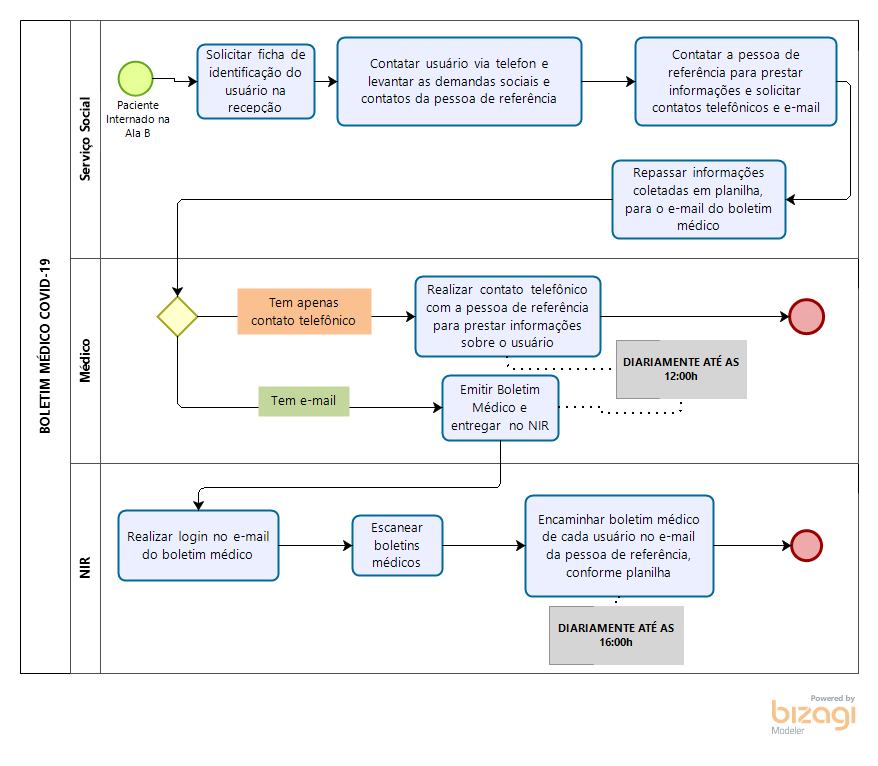 BOLETIM MÉDICO COVID-19
Serviço Social
Paciente
Internado na
Ala B
Solicitar ficha de
identificação do
usuário na
recepção
Contatar usuário via telefon e
levantar as demandas sociais e
contatos da pessoa de referência
Contatar a pessoa de
referência para prestar
informações e solicitar
contatos telefônicos e e-mail
Repassar informações
coletadas em planilha,
para o e-mail do boletim
médico
Médico
Tem apenas
contato telefônico
Realizar contato telefônico
com a pessoa de referência
para prestar informações
sobre o usuário
DIARIAMENTE ATÉ AS
12:00h
Tem e-mail
Emitir Boletim
Médico e
entregar no NIR
NIR
Realizar login no e-mail
do boletim médico
Escanear
boletins
médicos
Encaminhar boletim médico
de cada usuário no e-mail
da pessoa de referência,
conforme planilha
DIARIAMENTE ATÉ AS
16:00h
Powered by
bizagi
Modeler